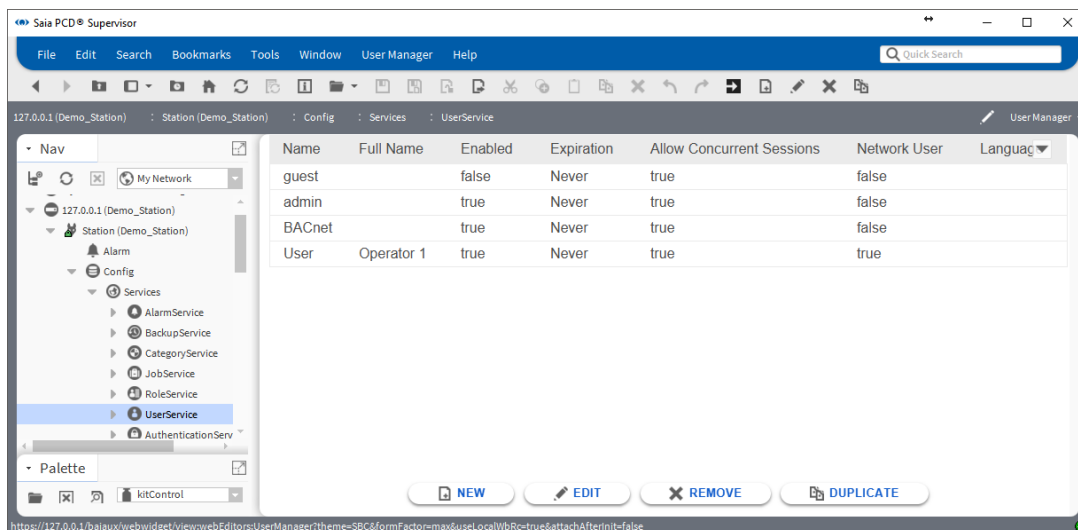 Saia PCD® Supervisor
File Edit Search Bookmarks Tools Window User Manager Help Quick Search
127.0.0.1 (Demo_Station) : Station (Demo_Station) : Config : Services : UserService User Manager
Nav
My Network
127.0.0.1 (Demo_Station)
Station (Demo_Station)
Alarm
Config
Services
AlarmService
BackupService
CategoryService
JobService
RoleService
UserService
AuthenticationServ
Palette
kitControl
Name Full Name Enabled Expiration Allow Concurrent Sessions Network User Languag
guest false Never true false
admin true Never true false
BACnet true Never true false
User Operator 1 true Never true true
NEW EDIT REMOVE DUPLICATE
https://127.0.0.1/bajaux/webwidget/view:webEditors:UserManager?theme=SBC&formFactor=max&useLocalWbRc=true&attachAfterInit=false